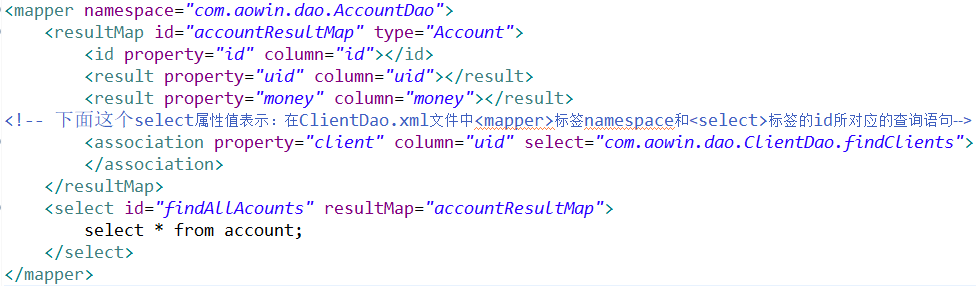 <mapper namespace="com.aowin.dao.AccountDao">
<resultMap id="accountResultMap" type="Account">
<id property="id" column="id"></id>
<result property="uid" column="uid"></result>
<result property="money" column="money"></result>
<!-- 下面这个select属性值表示：在ClientDao.xml文件中<mapper>标签namespace和<select>标签的id所对应的查询语句-->
<association property="client" column="uid" select="com.aowin.dao.ClientDao.findClients">
</association>
</resultMap>
<select id="findAllAcounts" resultMap="accountResultMap">
select * from account;
</select>
</mapper>